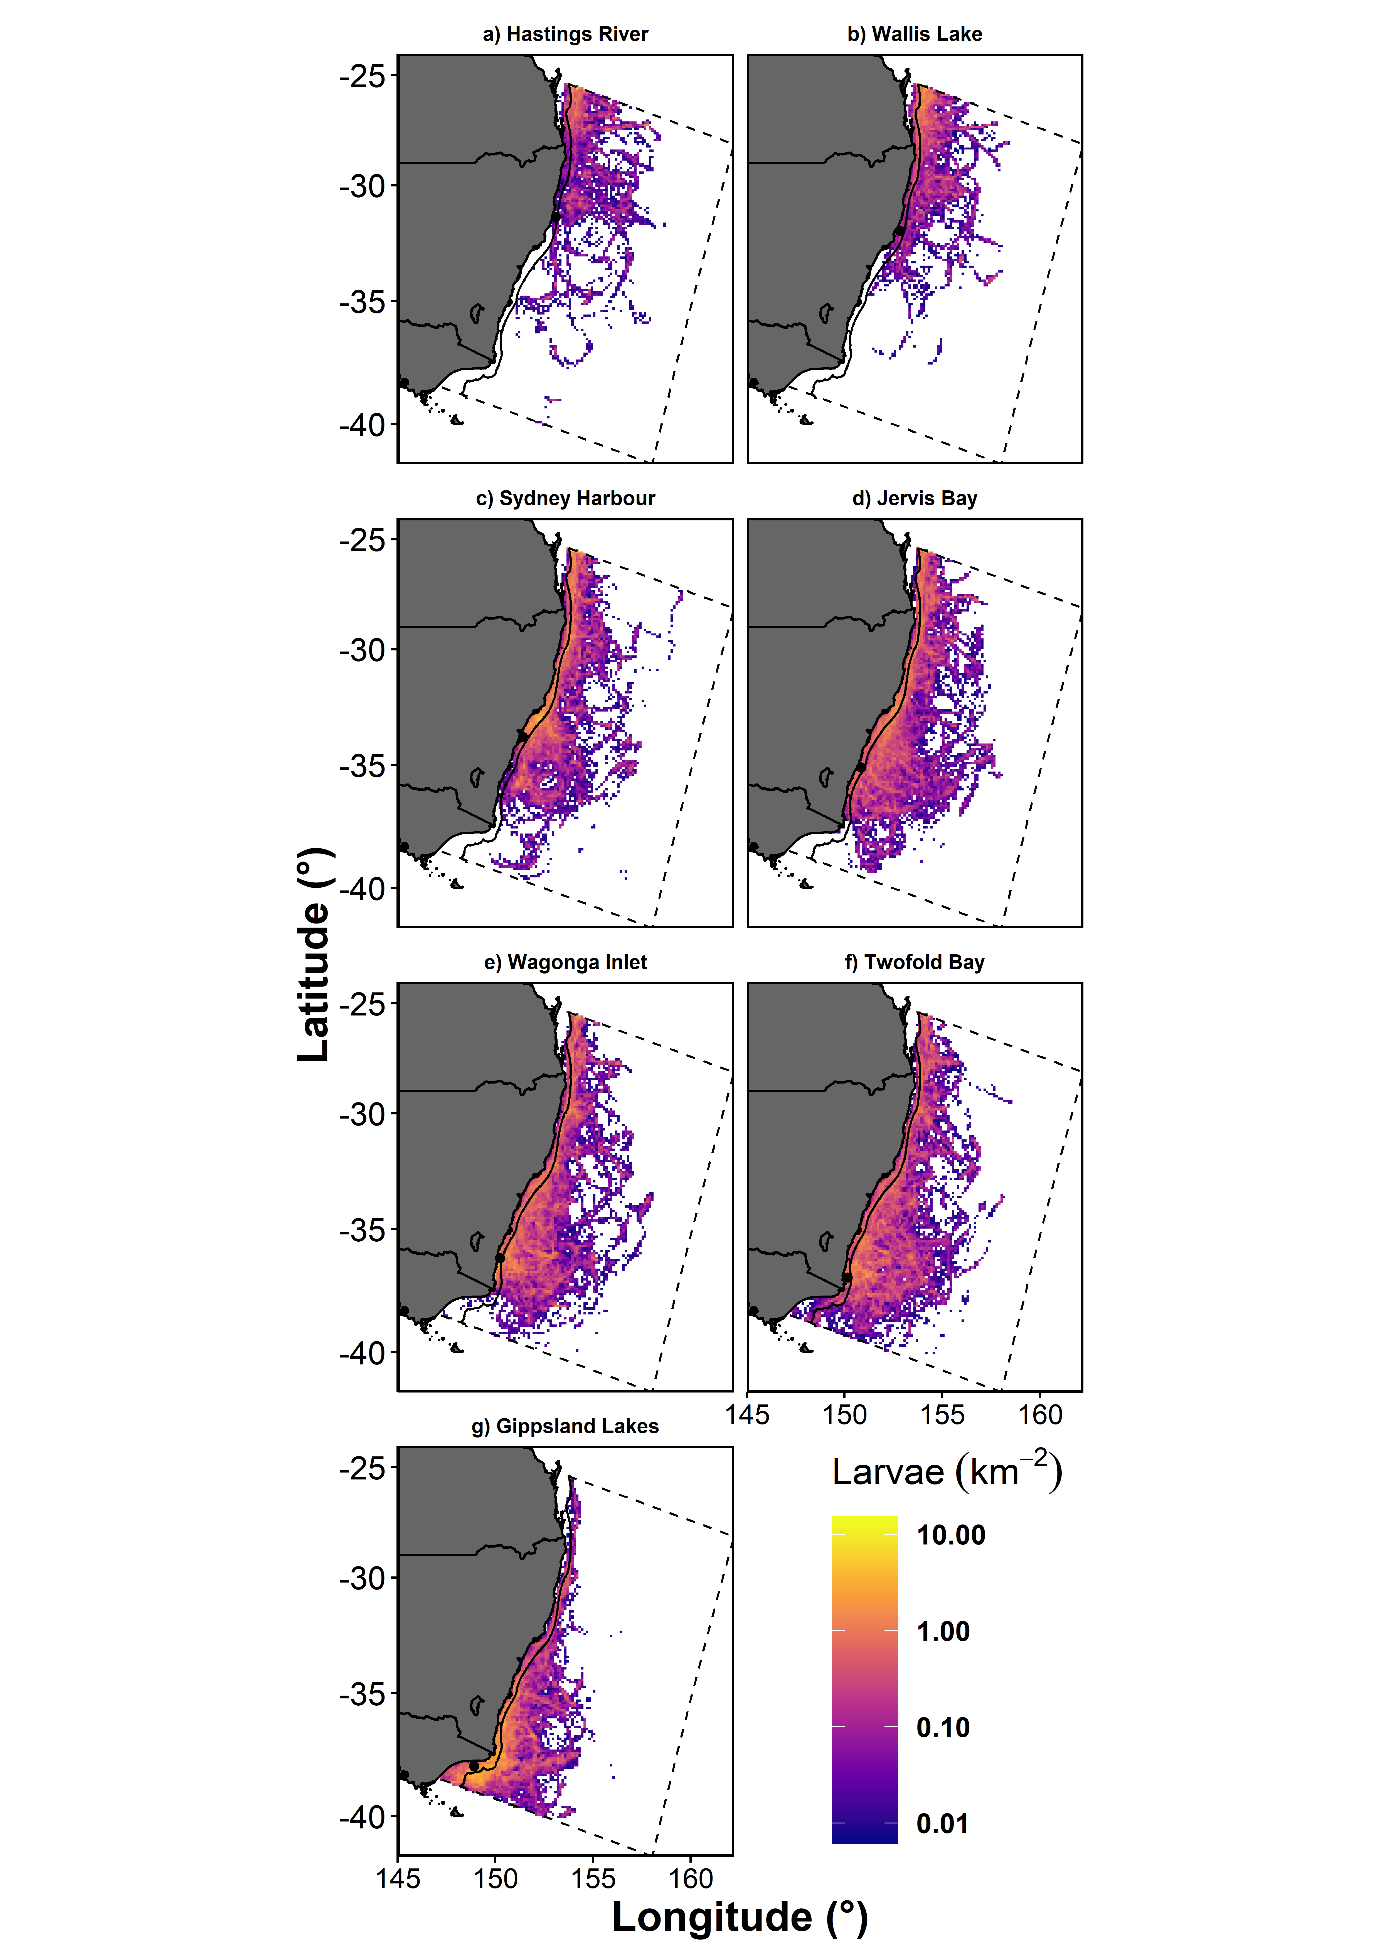 a) Hastings River
b) Wallis Lake
-25
-30
-35
-40
c) Sydney Harbour
d) Jervis Bay
-25
-30
-35
-40
Latitude (°)
e) Wagonga Inlet
f) Twofold Bay
-25
-30
-35
-40
145 150 155 160
g) Gippsland Lakes
-25
-30
-35
-40
145 150 155 160
Larvae (km⁻²)
10.00
1.00
0.10
0.01
Longitude (°)